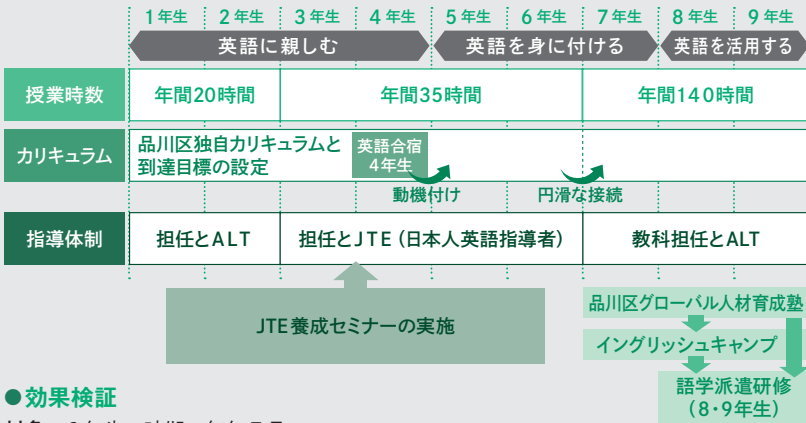 1年生 2年生 3年生 4年生 5年生 6年生 7年生 8年生 9年生
英語に親しむ 英語を身に付ける 英語を活用する
授業時数 年間20時間 年間35時間 年間140時間
カリキュラム 品川区独自カリキュラムと
到達目標の設定
英語合宿
4年生
動機付け 円滑な接続
指導体制 担任とALT 担任とJTE(日本人英語指導者) 教科担任とALT
JTE養成セミナーの実施
品川区グローバル人材育成塾
イングリッシュキャンプ
語学派遣研修
(8・9年生)
●効果検証